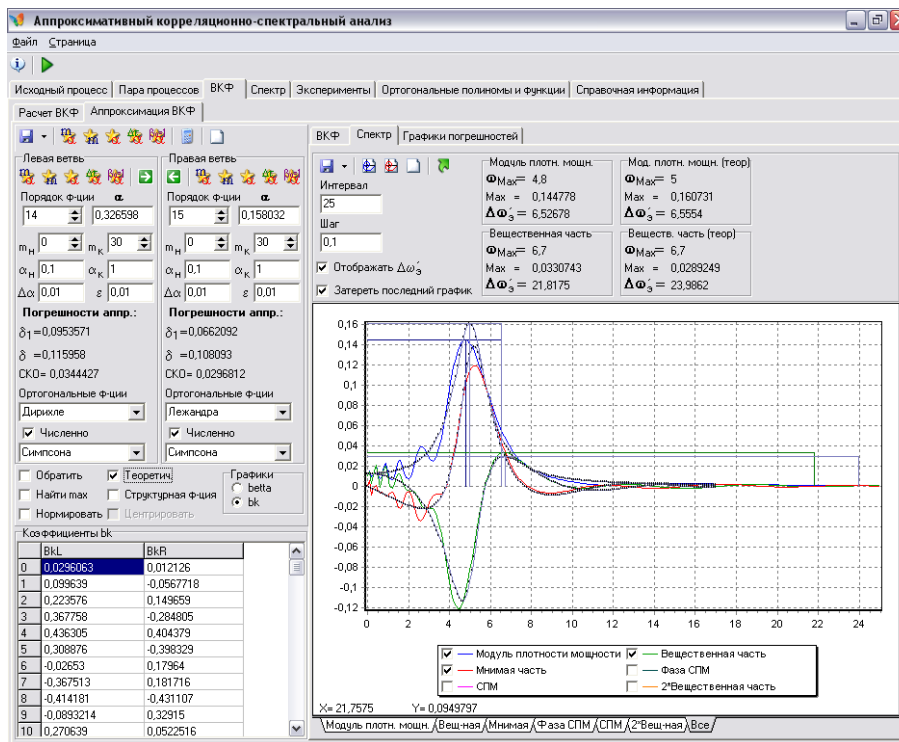 Аппроксимативный корреляционно-спектральный анализ
Файл Страница
Исходный процесс Пара процессов ВКФ Спектр Эксперименты Ортогональные полиномы и функции Справочная информация
Расчет ВКФ Аппроксимация ВКФ
Левая ветвь
Порядок ф-ции α
14 0,326598
mН 0 mК 30
αН 0,1 αК 1
Δα 0,01 ε 0,01
Погрешности аппр.:
δ1=0,0953571
δ =0,115958
СКО=0,0344427
Ортогональные ф-ции
Дирихле
Численно
Симпсона
Правая ветвь
Порядок ф-ции α
15 0,158032
mН 0 mК 30
αН 0,1 αК 1
Δα 0,01 ε 0,01
Погрешности аппр.:
δ1=0,0662092
δ =0,108093
СКО=0,0296812
Ортогональные ф-ции
Лежандра
Численно
Симпсона
Обратить Теоретич.
Найти max Структурная ф-ция
Нормировать Центрировать
Графики
betta
bk
Коэффициенты bk
BkL BkR
0 0,0296063 0,012126
1 0,099639 -0,0567718
2 0,223576 0,149659
3 0,367758 -0,284805
4 0,436305 0,404379
5 0,308876 -0,398329
6 -0,02653 0,17964
7 -0,367513 0,181716
8 -0,414181 -0,431107
9 -0,0893214 0,32915
10 0,270639 0,0522516
ВКФ Спектр Графики погрешностей
Интервал
25
Шаг
0,1
Отображать Δω´э
Затереть последний график
Модуль плотн. мощн.
ωMax= 4,8
Max = 0,144778
Δω´э = 6,52678
Мод. плотн. мощн. (теор)
ωMax= 5
Max = 0,160731
Δω´э = 6,5554
Вещественная часть
ωMax= 6,7
Max = 0,0330743
Δω´э = 21,8175
Веществ. часть (теор)
ωMax= 6,7
Max = 0,0289249
Δω´э = 23,9862
0,16
0,14
0,12
0,1
0,08
0,06
0,04
0,02
0
-0,02
-0,04
-0,06
-0,08
-0,1
-0,12
0 2 4 6 8 10 12 14 16 18 20 22 24
Модуль плотности мощности Вещественная часть
Мнимая часть Фаза СПМ
СПМ 2*Вещественная часть
X= 21,7575 Y= 0,0949797
Модуль плотн. мощн. Вещ-ная Мнимая Фаза СПМ СПМ 2*Вещ-ная Все